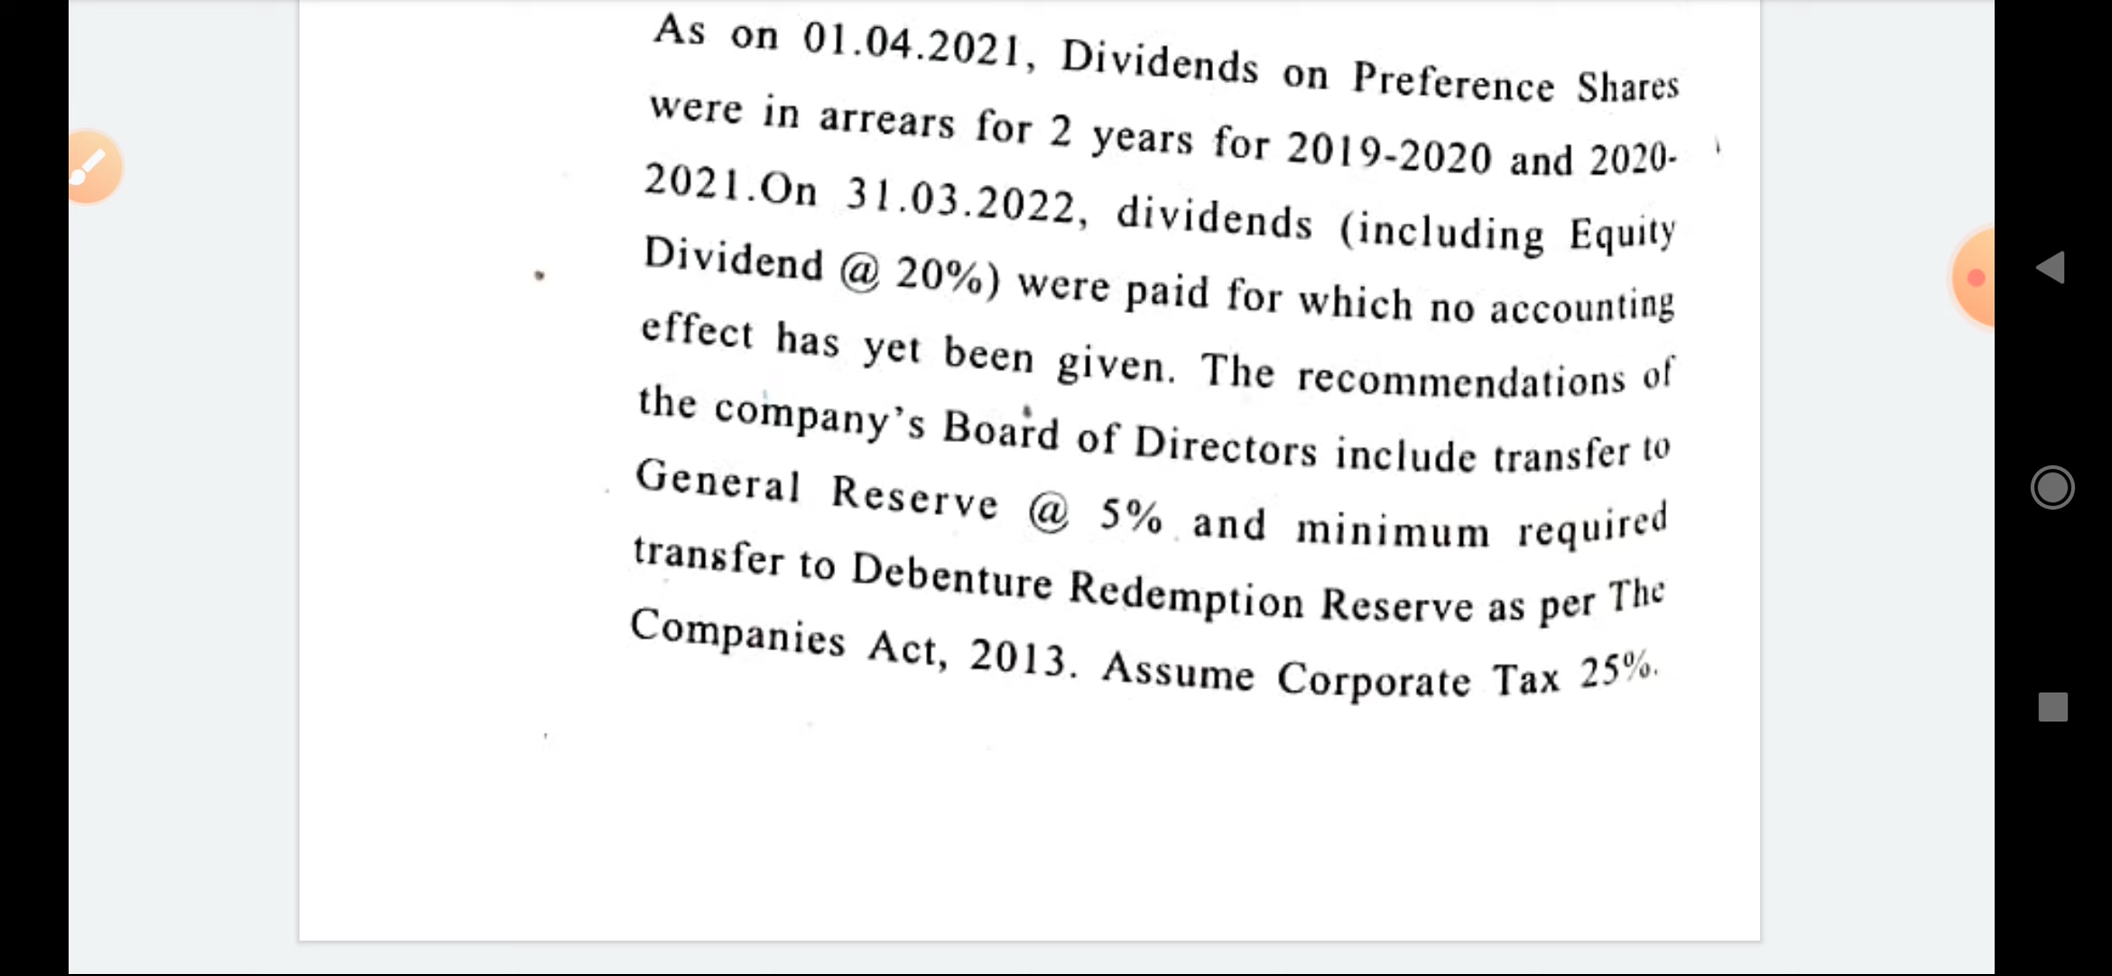 As on 01.04.2021, Dividends on Preference Shares
were in arrears for 2 years for 2019-2020 and 2020-
2021.On 31.03.2022, dividends (including Equity
Dividend @ 20%) were paid for which no accounting
effect has yet been given. The recommendations of
the company's Board of Directors include transfer to
General Reserve @ 5% and minimum required
transfer to Debenture Redemption Reserve as per The
Companies Act, 2013. Assume Corporate Tax 25%.